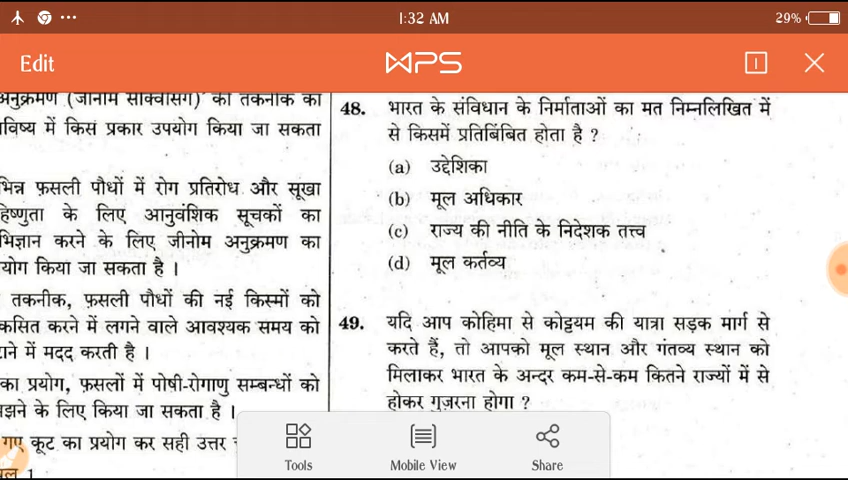 1:32 AM
29%
Edit
WPS
अनुक्रमण (जीनोम सीक्वेंसिंग) की तकनीक का
विष्य में किस प्रकार उपयोग किया जा सकता
भिन्न फ़सली पौधों में रोग प्रतिरोध और सूखा
हिष्णुता के लिए आनुवंशिक सूचकों का
भिज्ञान करने के लिए जीनोम अनुक्रमण का
योग किया जा सकता है ।
तकनीक, फ़सली पौधों की नई किस्मों को
कसित करने में लगने वाले आवश्यक समय को
टाने में मदद करती है ।
का प्रयोग, फ़सलों में पोषी-रोगाणु सम्बन्धों को
मझने के लिए किया जा सकता है ।
गए कूट का प्रयोग कर सही उत्तर
48. भारत के संविधान के निर्माताओं का मत निम्नलिखित में
से किसमें प्रतिबिंबित होता है ?
(a) उद्देशिका
(b) मूल अधिकार
(c) राज्य की नीति के निदेशक तत्त्व
(d) मूल कर्तव्य
49. यदि आप कोहिमा से कोट्टयम की यात्रा सड़क मार्ग से
करते हैं, तो आपको मूल स्थान और गंतव्य स्थान को
मिलाकर भारत के अन्दर कम-से-कम कितने राज्यों में से
होकर गुज़रना होगा ?
Tools
Mobile View
Share